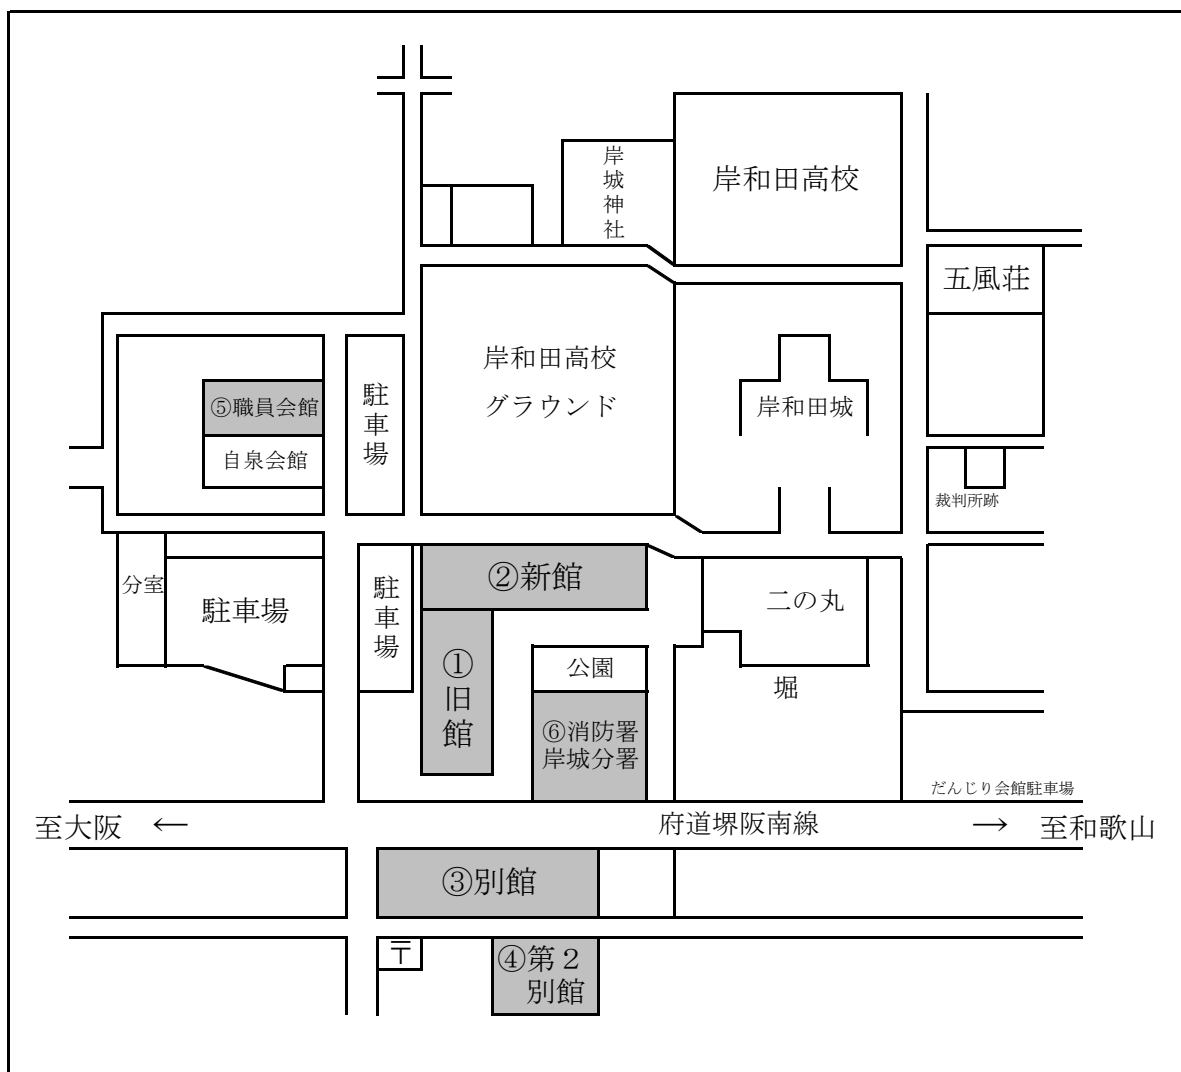 岸城神社
岸和田高校
五風荘
岸和田高校
グラウンド
駐車場
⑤職員会館
岸和田城
自泉会館
裁判所跡
分室
駐車場
駐車場
②新館
二の丸
①旧館
公園
堀
⑥消防署
岸城分署
だんじり会館駐車場
至大阪 ←
府道堺阪南線
→ 至和歌山
③別館
〒
④第２
別館